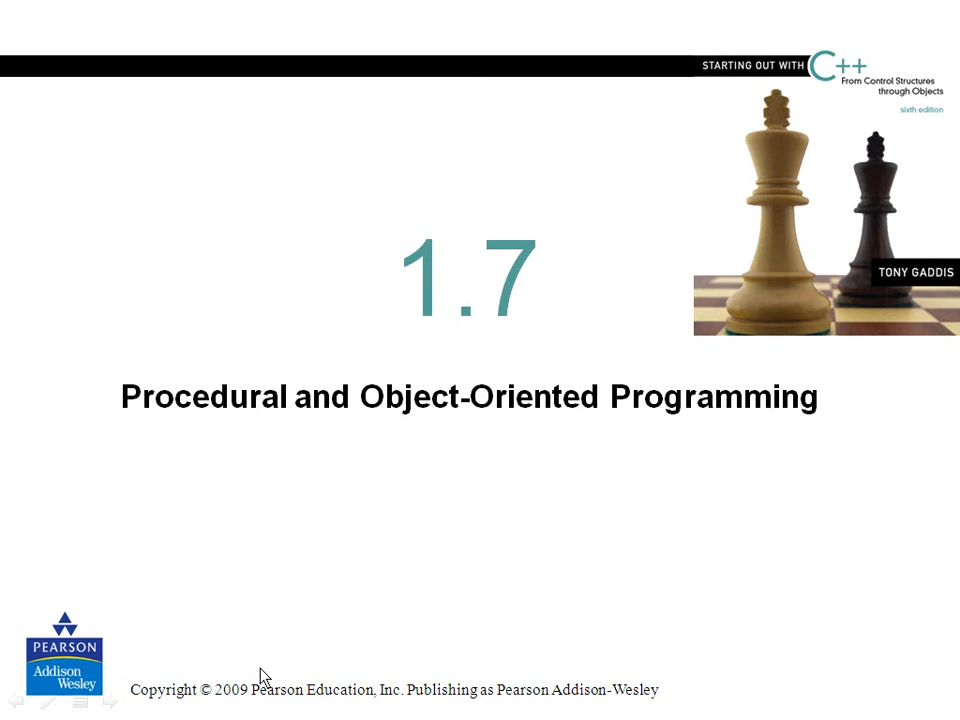 STARTING OUT WITH C++
From Control Structures
through Objects
sixth edition
TONY GADDIS
1.7
Procedural and Object-Oriented Programming
PEARSON
Addison
Wesley
Copyright © 2009 Pearson Education, Inc. Publishing as Pearson Addison-Wesley